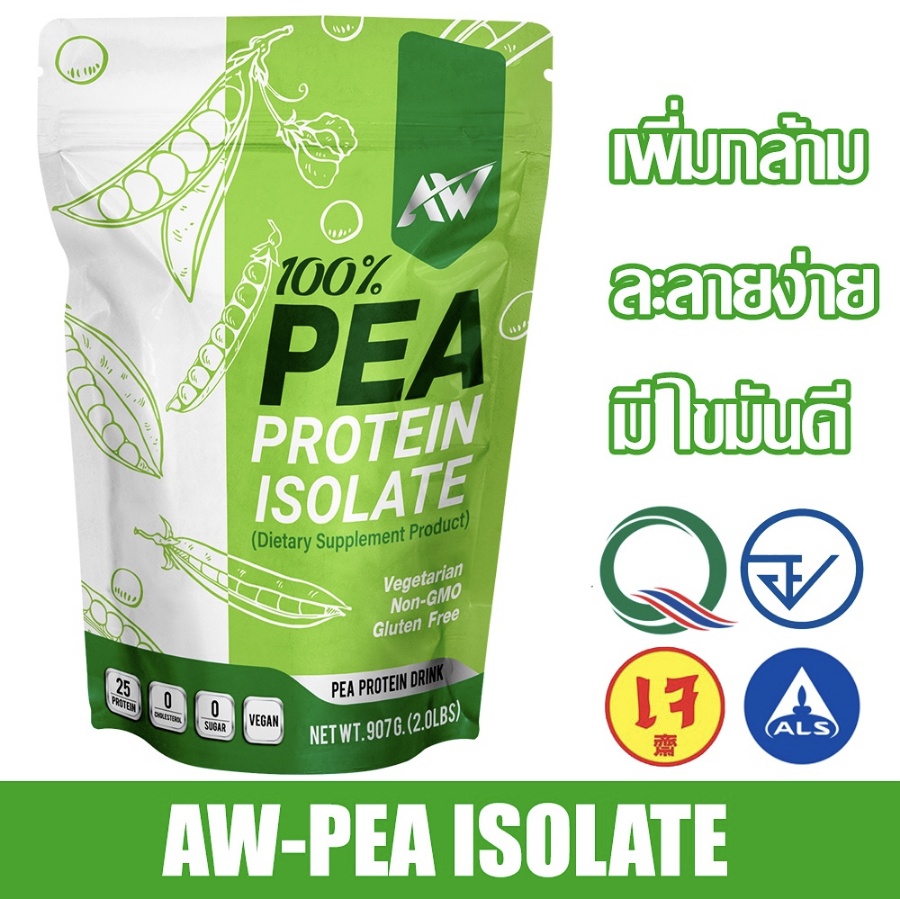 AW
100%
PEA
PROTEIN
ISOLATE
(Dietary Supplement Product)
Vegetarian
Non-GMO
Gluten Free
PEA PROTEIN DRINK
25
PROTEIN
0
CHOLESTEROL
0
SUGAR
VEGAN
NET WT. 907G. (2.0LBS)
เพิ่มกล้าม
ละลายง่าย
มีไขมันดี
Q
เจ
齋
ALS
AW-PEA ISOLATE